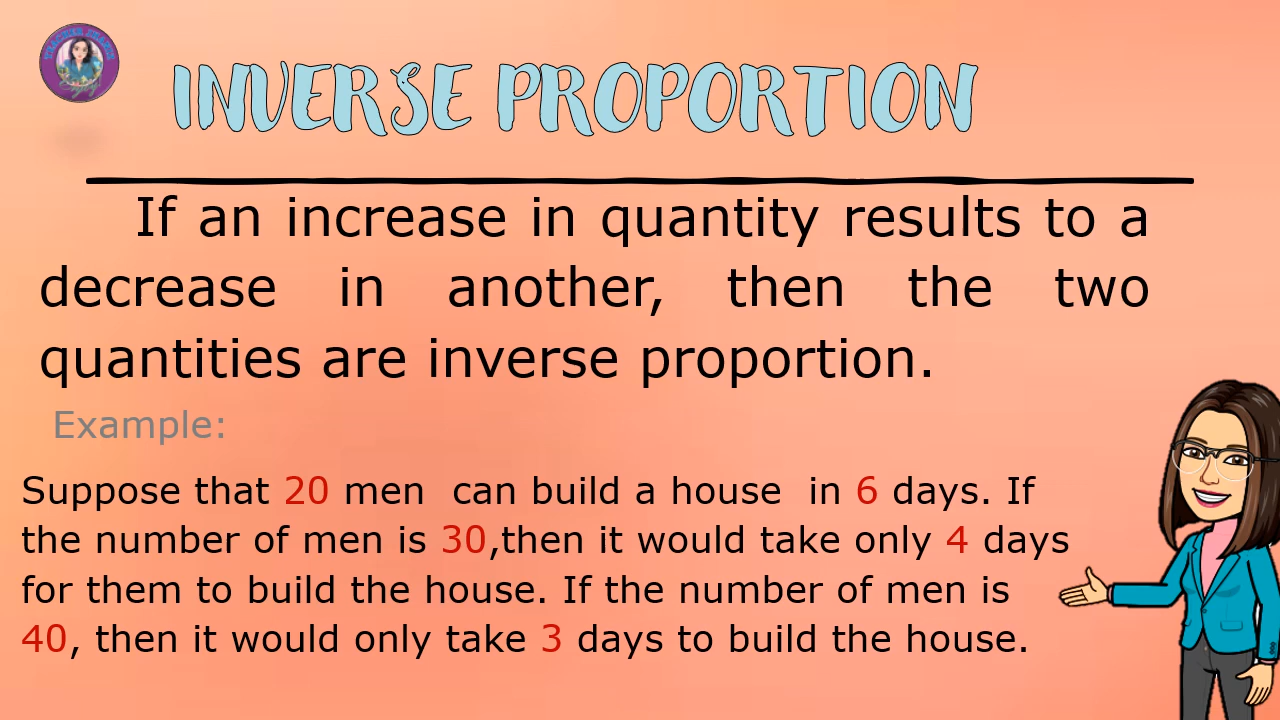 INVERSE PROPORTION
If an increase in quantity results to a
decrease in another, then the two
quantities are inverse proportion.
Example:
Suppose that 20 men can build a house in 6 days. If
the number of men is 30,then it would take only 4 days
for them to build the house. If the number of men is
40, then it would only take 3 days to build the house.